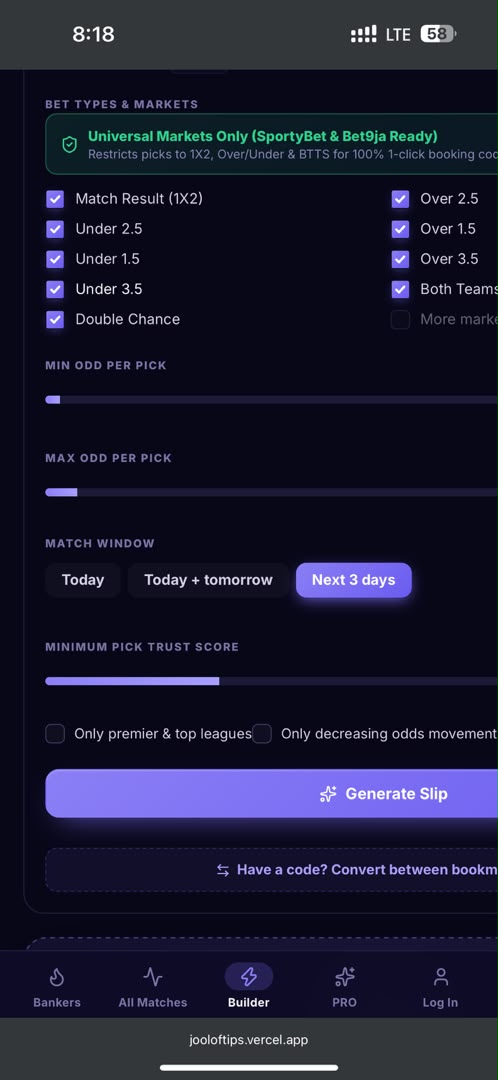 8:18
LTE
58
BET TYPES & MARKETS
Universal Markets Only (SportyBet & Bet9ja Ready)
Restricts picks to 1X2, Over/Under & BTTS for 100% 1-click booking cod
Match Result (1X2)
Over 2.5
Under 2.5
Over 1.5
Under 1.5
Over 3.5
Under 3.5
Both Teams
Double Chance
More marke
MIN ODD PER PICK
MAX ODD PER PICK
MATCH WINDOW
Today
Today + tomorrow
Next 3 days
MINIMUM PICK TRUST SCORE
Only premier & top leagues
Only decreasing odds movement
Generate Slip
Have a code? Convert between bookm
Bankers
All Matches
Builder
PRO
Log In
jooloftips.vercel.app